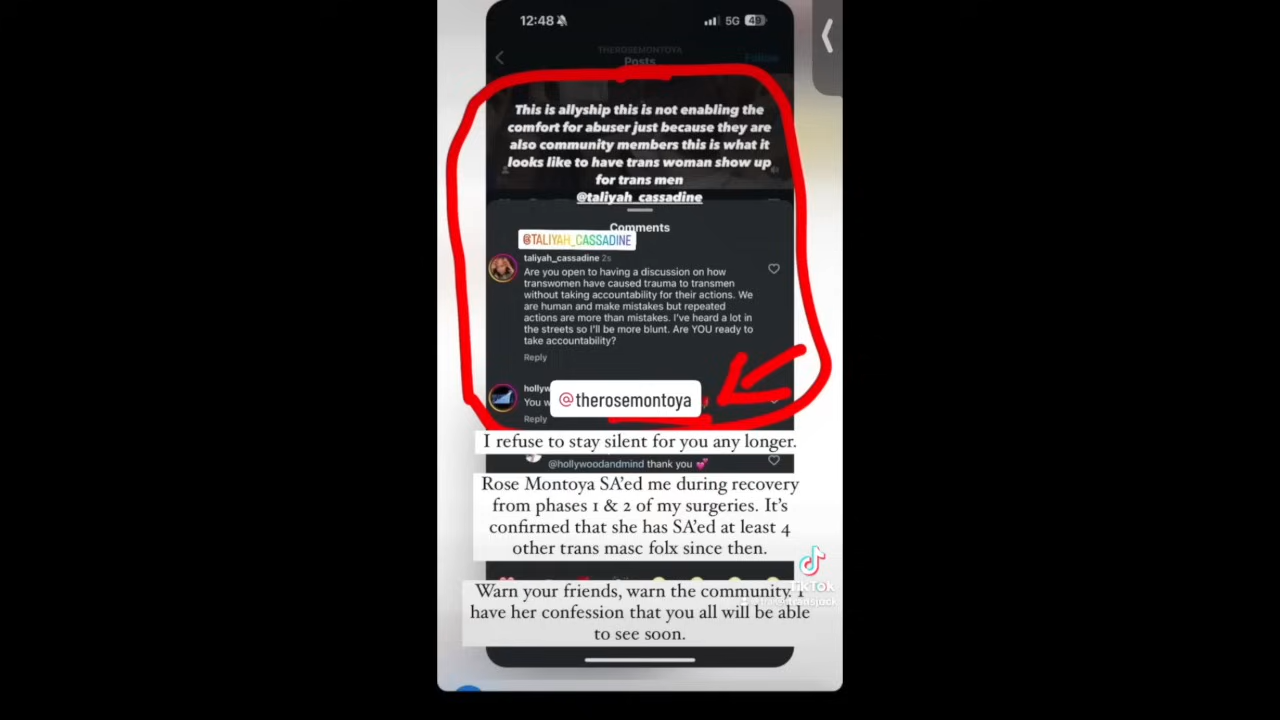 12:48
5G 49
THEROSEMONTOYA
Posts
Follow
This is allyship this is not enabling the
comfort for abuser just because they are
also community members this is what it
looks like to have trans woman show up
for trans men
@taliyah_cassadine
Comments
@TALIYAH_CASSADINE
taliyah_cassadine 2s
Are you open to having a discussion on how
transwomen have caused trauma to transmen
without taking accountability for their actions. We
are human and make mistakes but repeated
actions are more than mistakes. I've heard a lot in
the streets so I'll be more blunt. Are YOU ready to
take accountability?
Reply
@therosemontoya
Reply
I refuse to stay silent for you any longer.
@hollywoodandmind thank you 💕
Rose Montoya SA'ed me during recovery
from phases 1 & 2 of my surgeries. It's
confirmed that she has SA'ed at least 4
other trans masc folx since then.
TikTok
Warn your friends, warn the community. I
have her confession that you all will be able
to see soon.